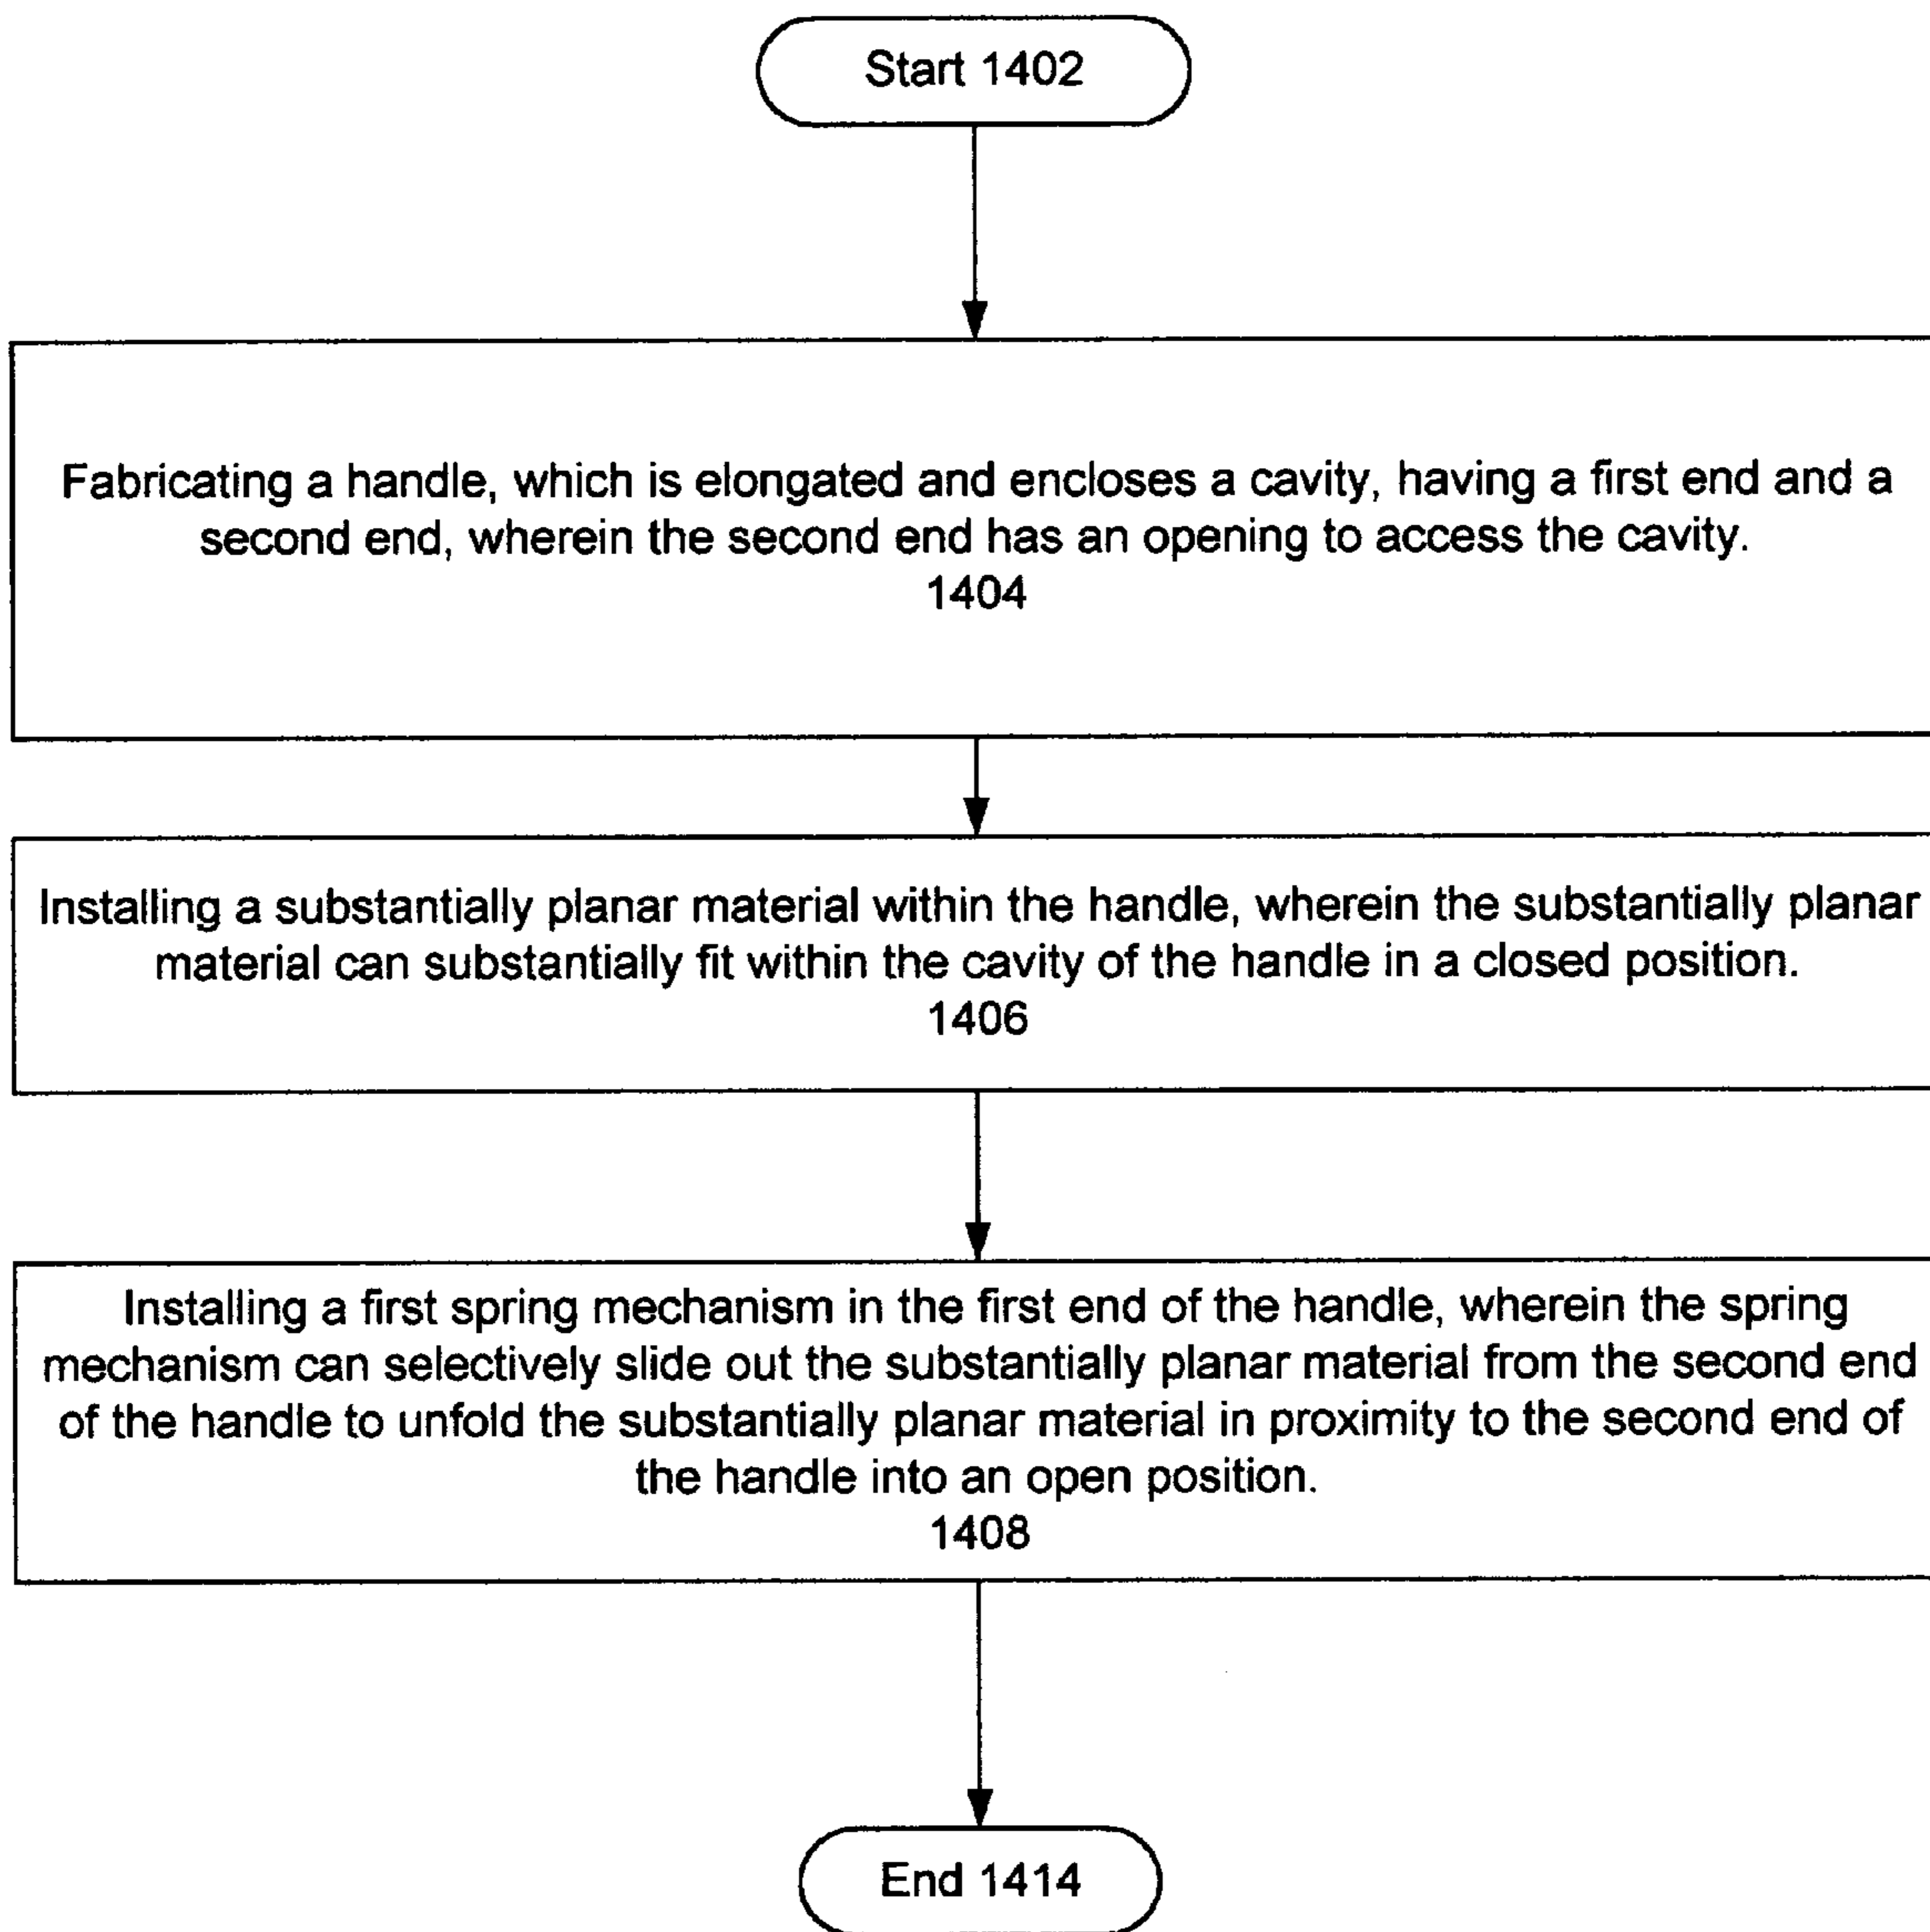 Start 1402
Fabricating a handle, which is elongated and encloses a cavity, having a first end and a
second end, wherein the second end has an opening to access the cavity.
1404
Installing a substantially planar material within the handle, wherein the substantially planar
material can substantially fit within the cavity of the handle in a closed position.
1406
Installing a first spring mechanism in the first end of the handle, wherein the spring
mechanism can selectively slide out the substantially planar material from the second end
of the handle to unfold the substantially planar material in proximity to the second end of
the handle into an open position.
1408
End 1414